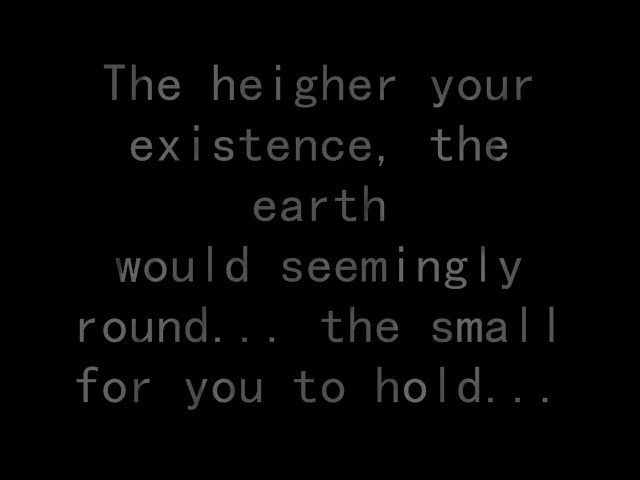 The heigher your
existence, the
earth
would seemingly
round... the small
for you to hold...